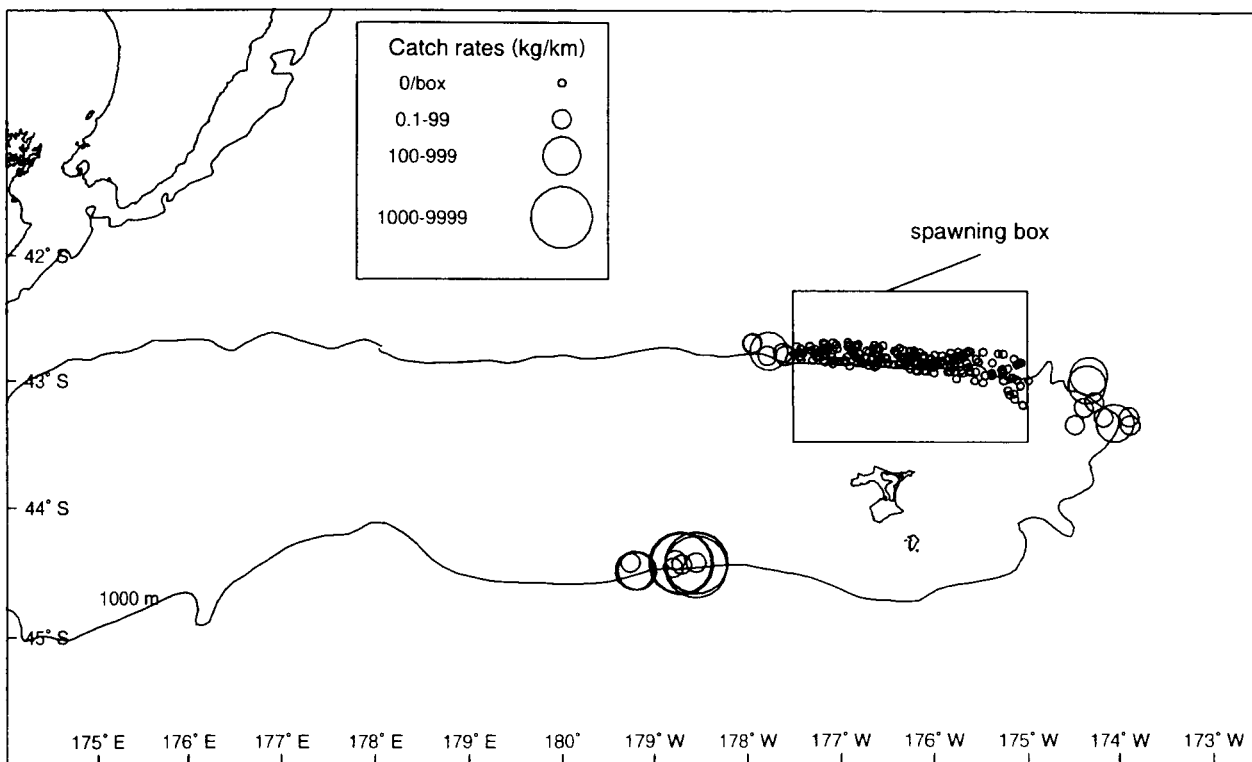 Catch rates (kg/km)
0/box
0.1-99
100-999
1000-9999
spawning box
42° S
43° S
44° S
1000 m
45° S
175° E 176° E 177° E 178° E 179° E 180° 179° W 178° W 177° W 176° W 175° W 174° W 173° W